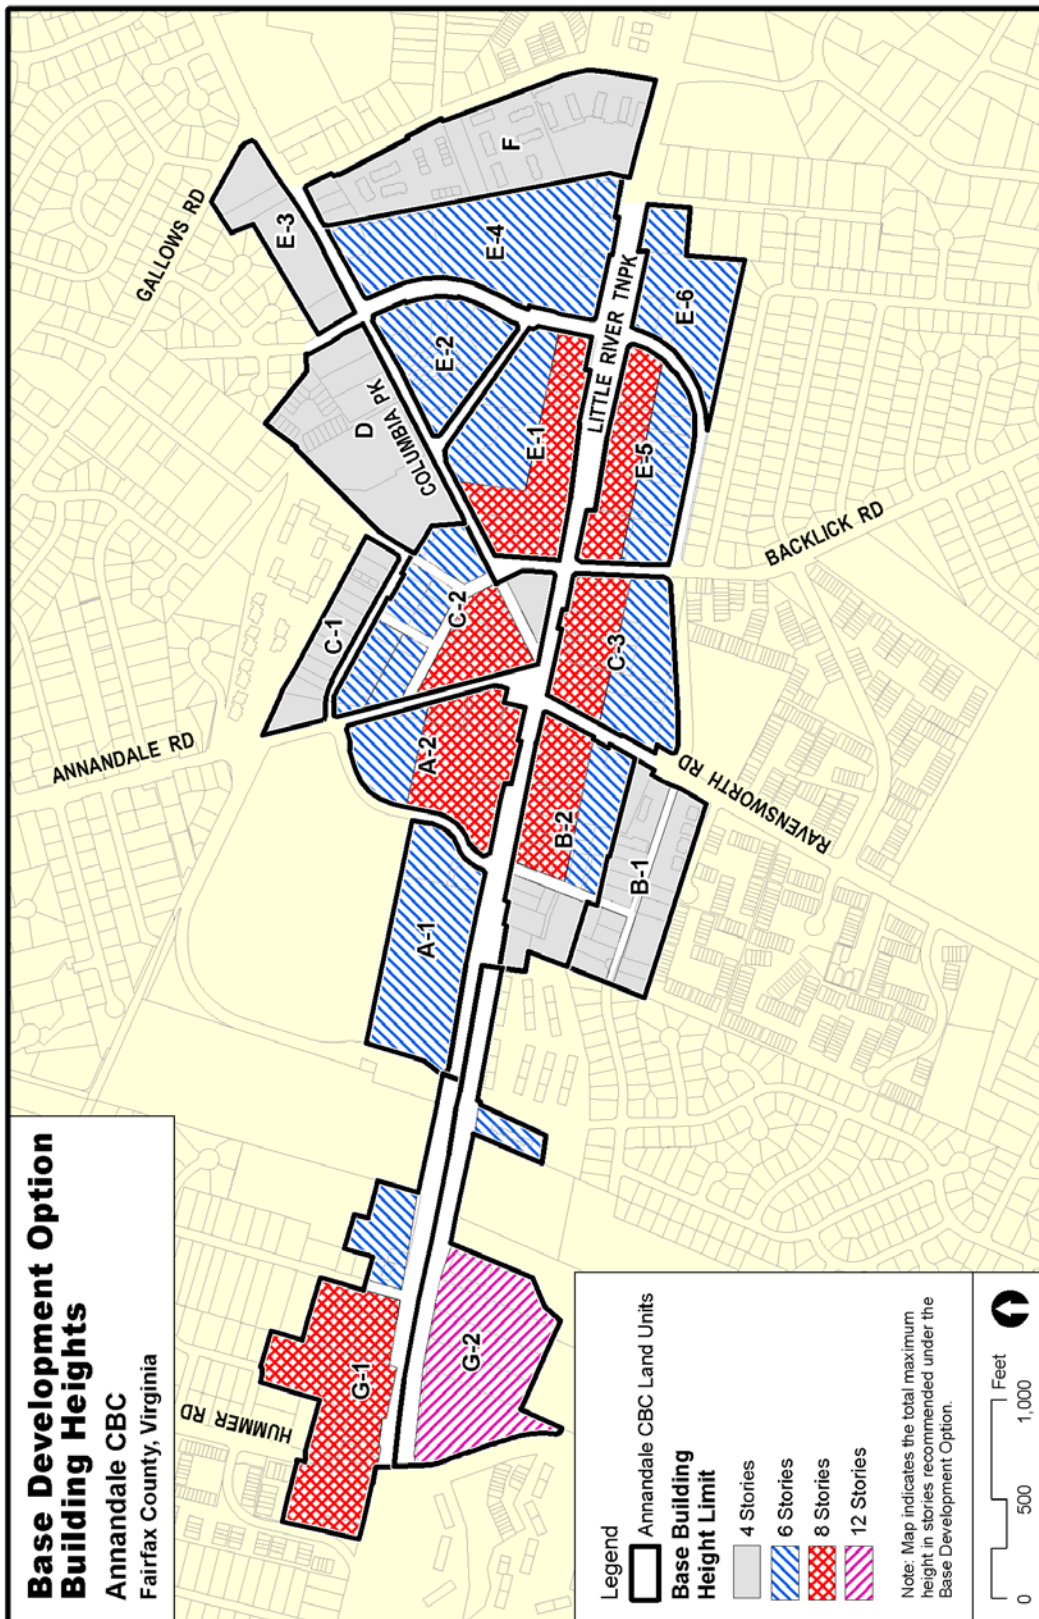 Base Development Option
Building Heights
Annandale CBC
Fairfax County, Virginia
HUMMER RD
ANNANDALE RD
GALLOWS RD
COLUMBIA PK
LITTLE RIVER TNPK
BACKLICK RD
RAVENSWORTH RD
G-1
G-2
A-1
A-2
B-1
B-2
C-1
C-2
C-3
D
E-1
E-2
E-3
E-4
E-5
E-6
F
Legend
Annandale CBC Land Units
Base Building
Height Limit
4 Stories
6 Stories
8 Stories
12 Stories
Note: Map indicates the total maximum
height in stories recommended under the
Base Development Option.
0 500 1,000
Feet